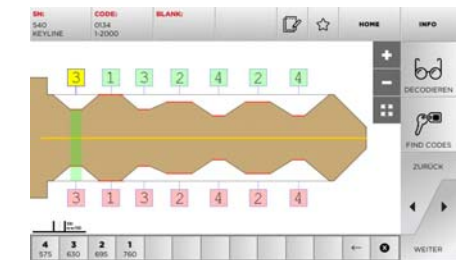 SN: CODE: BLANK:
540 0134
KEYLINE 1-2000
HOME INFO
3 1 3 2 4 2 4
DECODIEREN
FIND CODES
ZURÜCK
3 1 3 2 4 2 4
4 3 2 1
575 630 695 760
WEITER